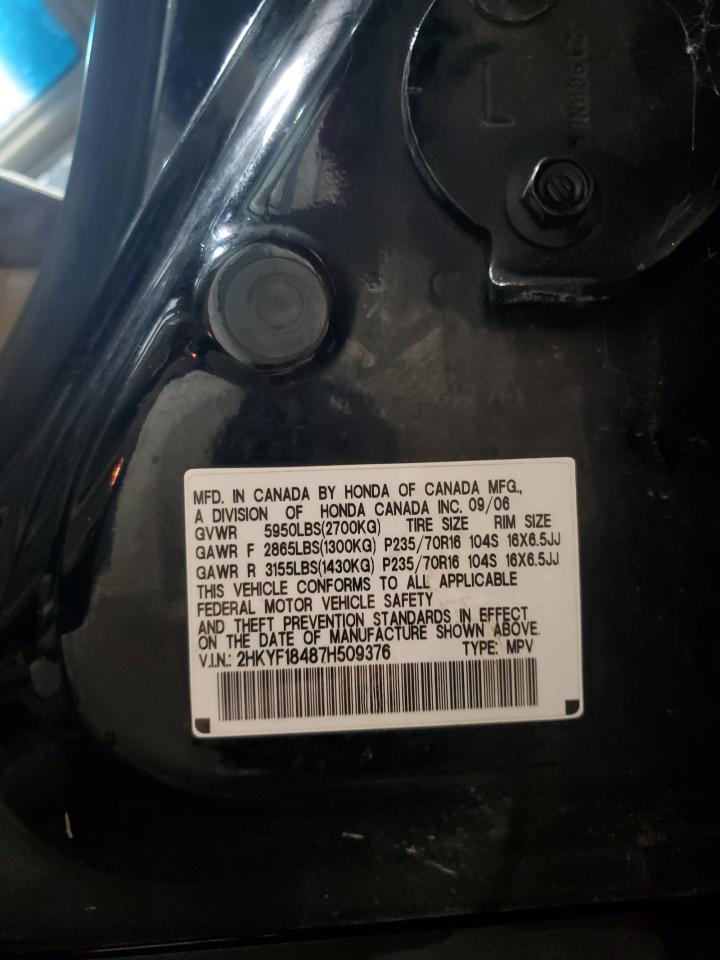 MFD. IN CANADA BY HONDA OF CANADA MFG.,
A DIVISION OF HONDA CANADA INC. 09/06
GVWR 5950LBS(2700KG) TIRE SIZE RIM SIZE
GAWR F 2865LBS(1300KG) P235/70R16 104S 16X6.5JJ
GAWR R 3155LBS(1430KG) P235/70R16 104S 16X6.5JJ
THIS VEHICLE CONFORMS TO ALL APPLICABLE
FEDERAL MOTOR VEHICLE SAFETY
AND THEFT PREVENTION STANDARDS IN EFFECT
ON THE DATE OF MANUFACTURE SHOWN ABOVE.
V.I.N.: 2HKYF18487H509376 TYPE: MPV